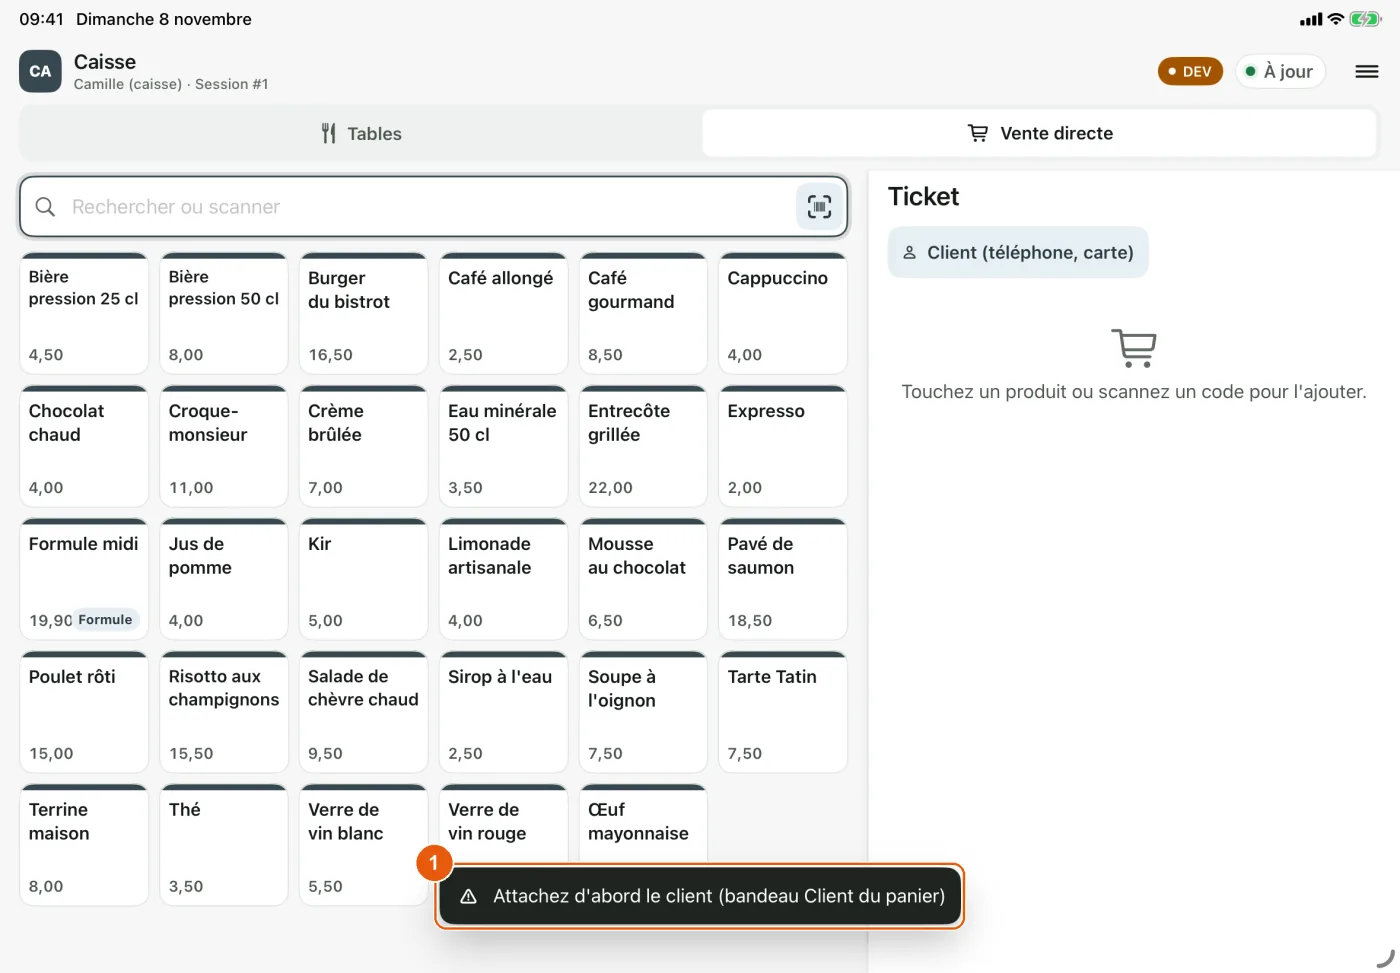 09:41 Dimanche 8 novembre
CA
Caisse
Camille (caisse) · Session #1
DEV
À jour
Tables
Vente directe
Rechercher ou scanner
Ticket
Client (téléphone, carte)
Touchez un produit ou scannez un code pour l'ajouter.
Bière
pression 25 cl
4,50
Bière
pression 50 cl
8,00
Burger
du bistrot
16,50
Café allongé
2,50
Café
gourmand
8,50
Cappuccino
4,00
Chocolat
chaud
4,00
Croque-
monsieur
11,00
Crème
brûlée
7,00
Eau minérale
50 cl
3,50
Entrecôte
grillée
22,00
Expresso
2,00
Formule midi
19,90 Formule
Jus de
pomme
4,00
Kir
5,00
Limonade
artisanale
4,00
Mousse
au chocolat
6,50
Pavé de
saumon
18,50
Poulet rôti
15,00
Risotto aux
champignons
15,50
Salade de
chèvre chaud
9,50
Sirop à l'eau
2,50
Soupe à
l'oignon
7,50
Tarte Tatin
7,50
Terrine
maison
8,00
Thé
3,50
Verre de
vin blanc
5,50
Verre de
vin rouge
Œuf
mayonnaise
1
Attachez d'abord le client (bandeau Client du panier)